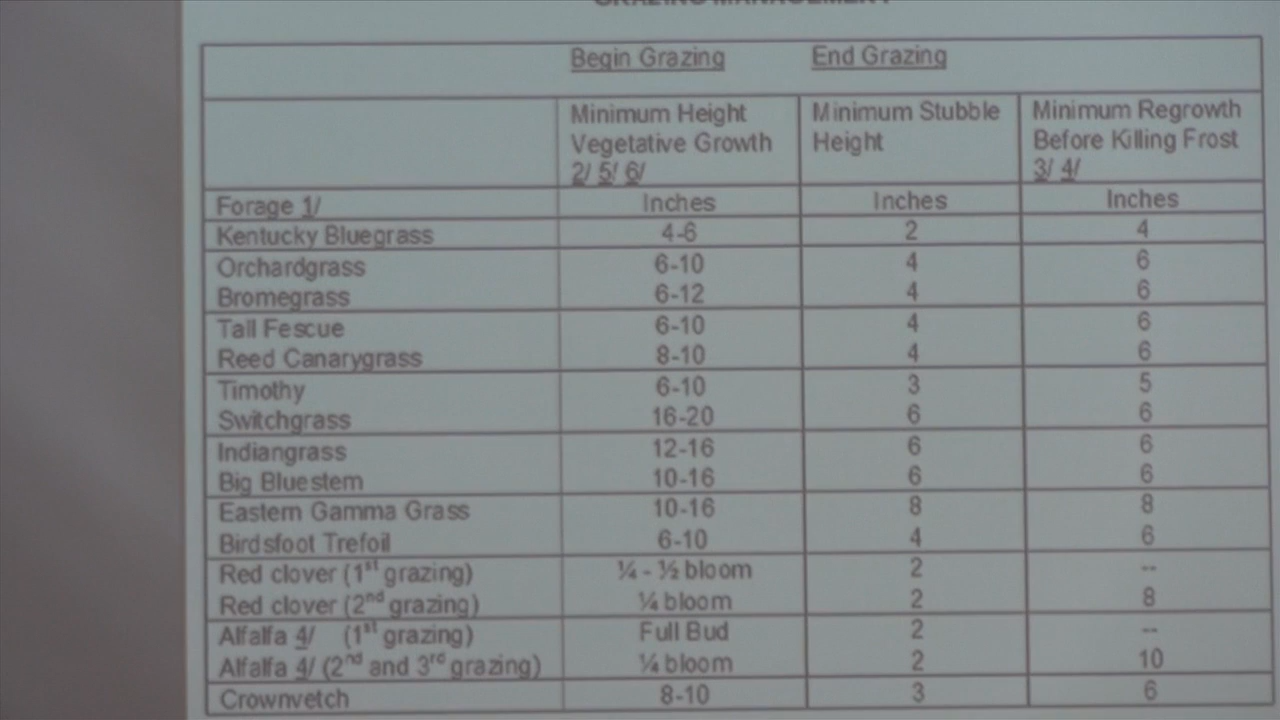 GRAZING MANAGEMENT
Begin Grazing End Grazing
Minimum Height Minimum Stubble Minimum Regrowth
Vegetative Growth Height Before Killing Frost
2/ 5/ 6/ 3/ 4/
Forage 1/ Inches Inches Inches
Kentucky Bluegrass 4-6 2 4
Orchardgrass 6-10 4 6
Bromegrass 6-12 4 6
Tall Fescue 6-10 4 6
Reed Canarygrass 8-10 4 6
Timothy 6-10 3 5
Switchgrass 16-20 6 6
Indiangrass 12-16 6 6
Big Bluestem 10-16 6 6
Eastern Gamma Grass 10-16 8 8
Birdsfoot Trefoil 6-10 4 6
Red clover (1st grazing) ¼ - ½ bloom 2 --
Red clover (2nd grazing) ¼ bloom 2 8
Alfalfa 4/ (1st grazing) Full Bud 2 --
Alfalfa 4/ (2nd and 3rd grazing) ¼ bloom 2 10
Crownvetch 8-10 3 6